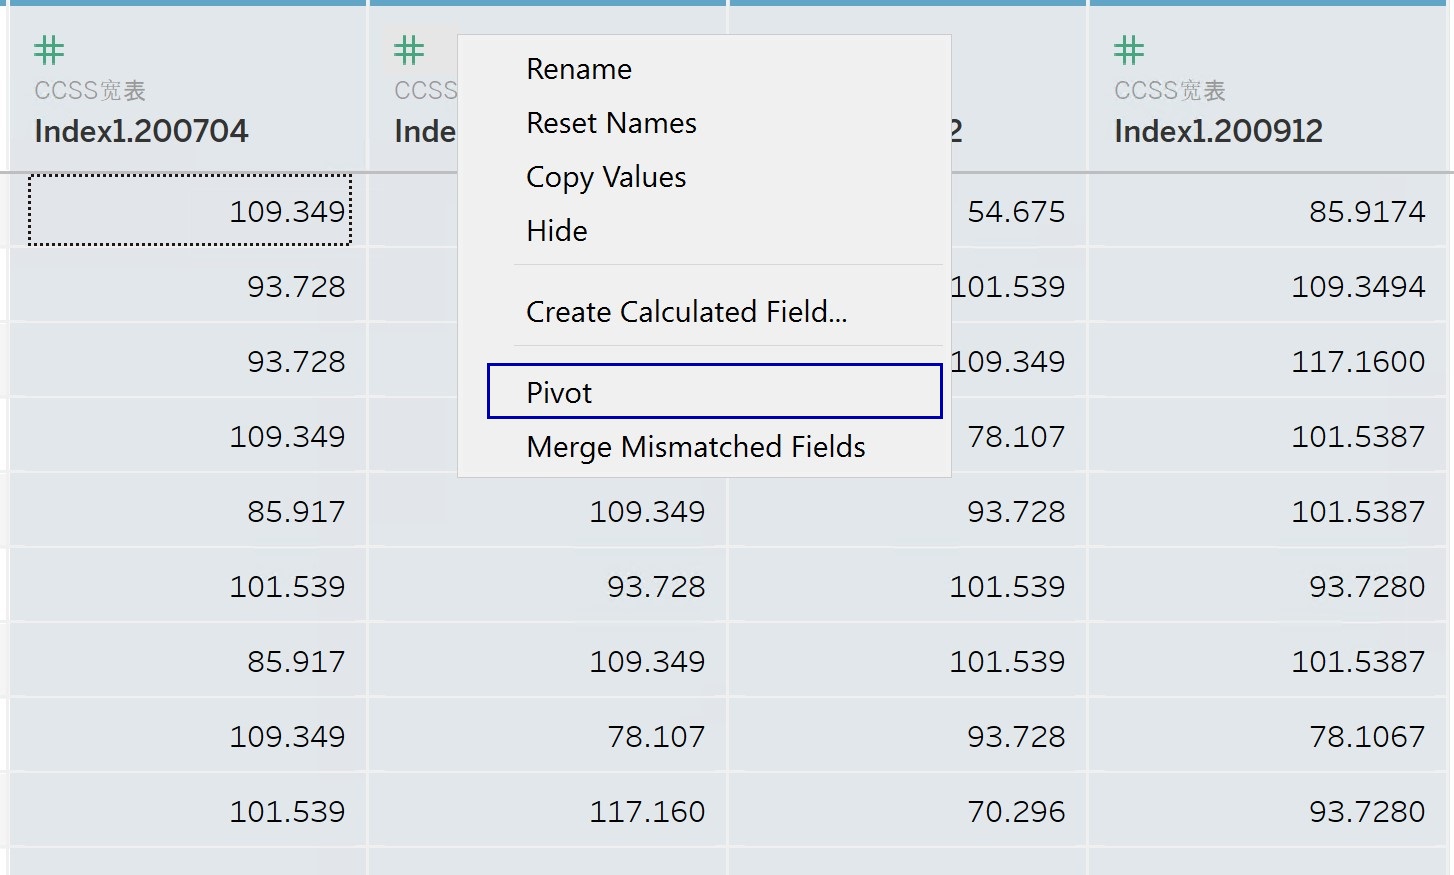 CCSS宽表
Index1.200704
CCSS
Inde
2
CCSS宽表
Index1.200912
Rename
Reset Names
Copy Values
Hide
Create Calculated Field...
Pivot
Merge Mismatched Fields
109.349 54.675 85.9174
93.728 101.539 109.3494
93.728 109.349 117.1600
109.349 78.107 101.5387
85.917 109.349 93.728 101.5387
101.539 93.728 101.539 93.7280
85.917 109.349 101.539 101.5387
109.349 78.107 93.728 78.1067
101.539 117.160 70.296 93.7280